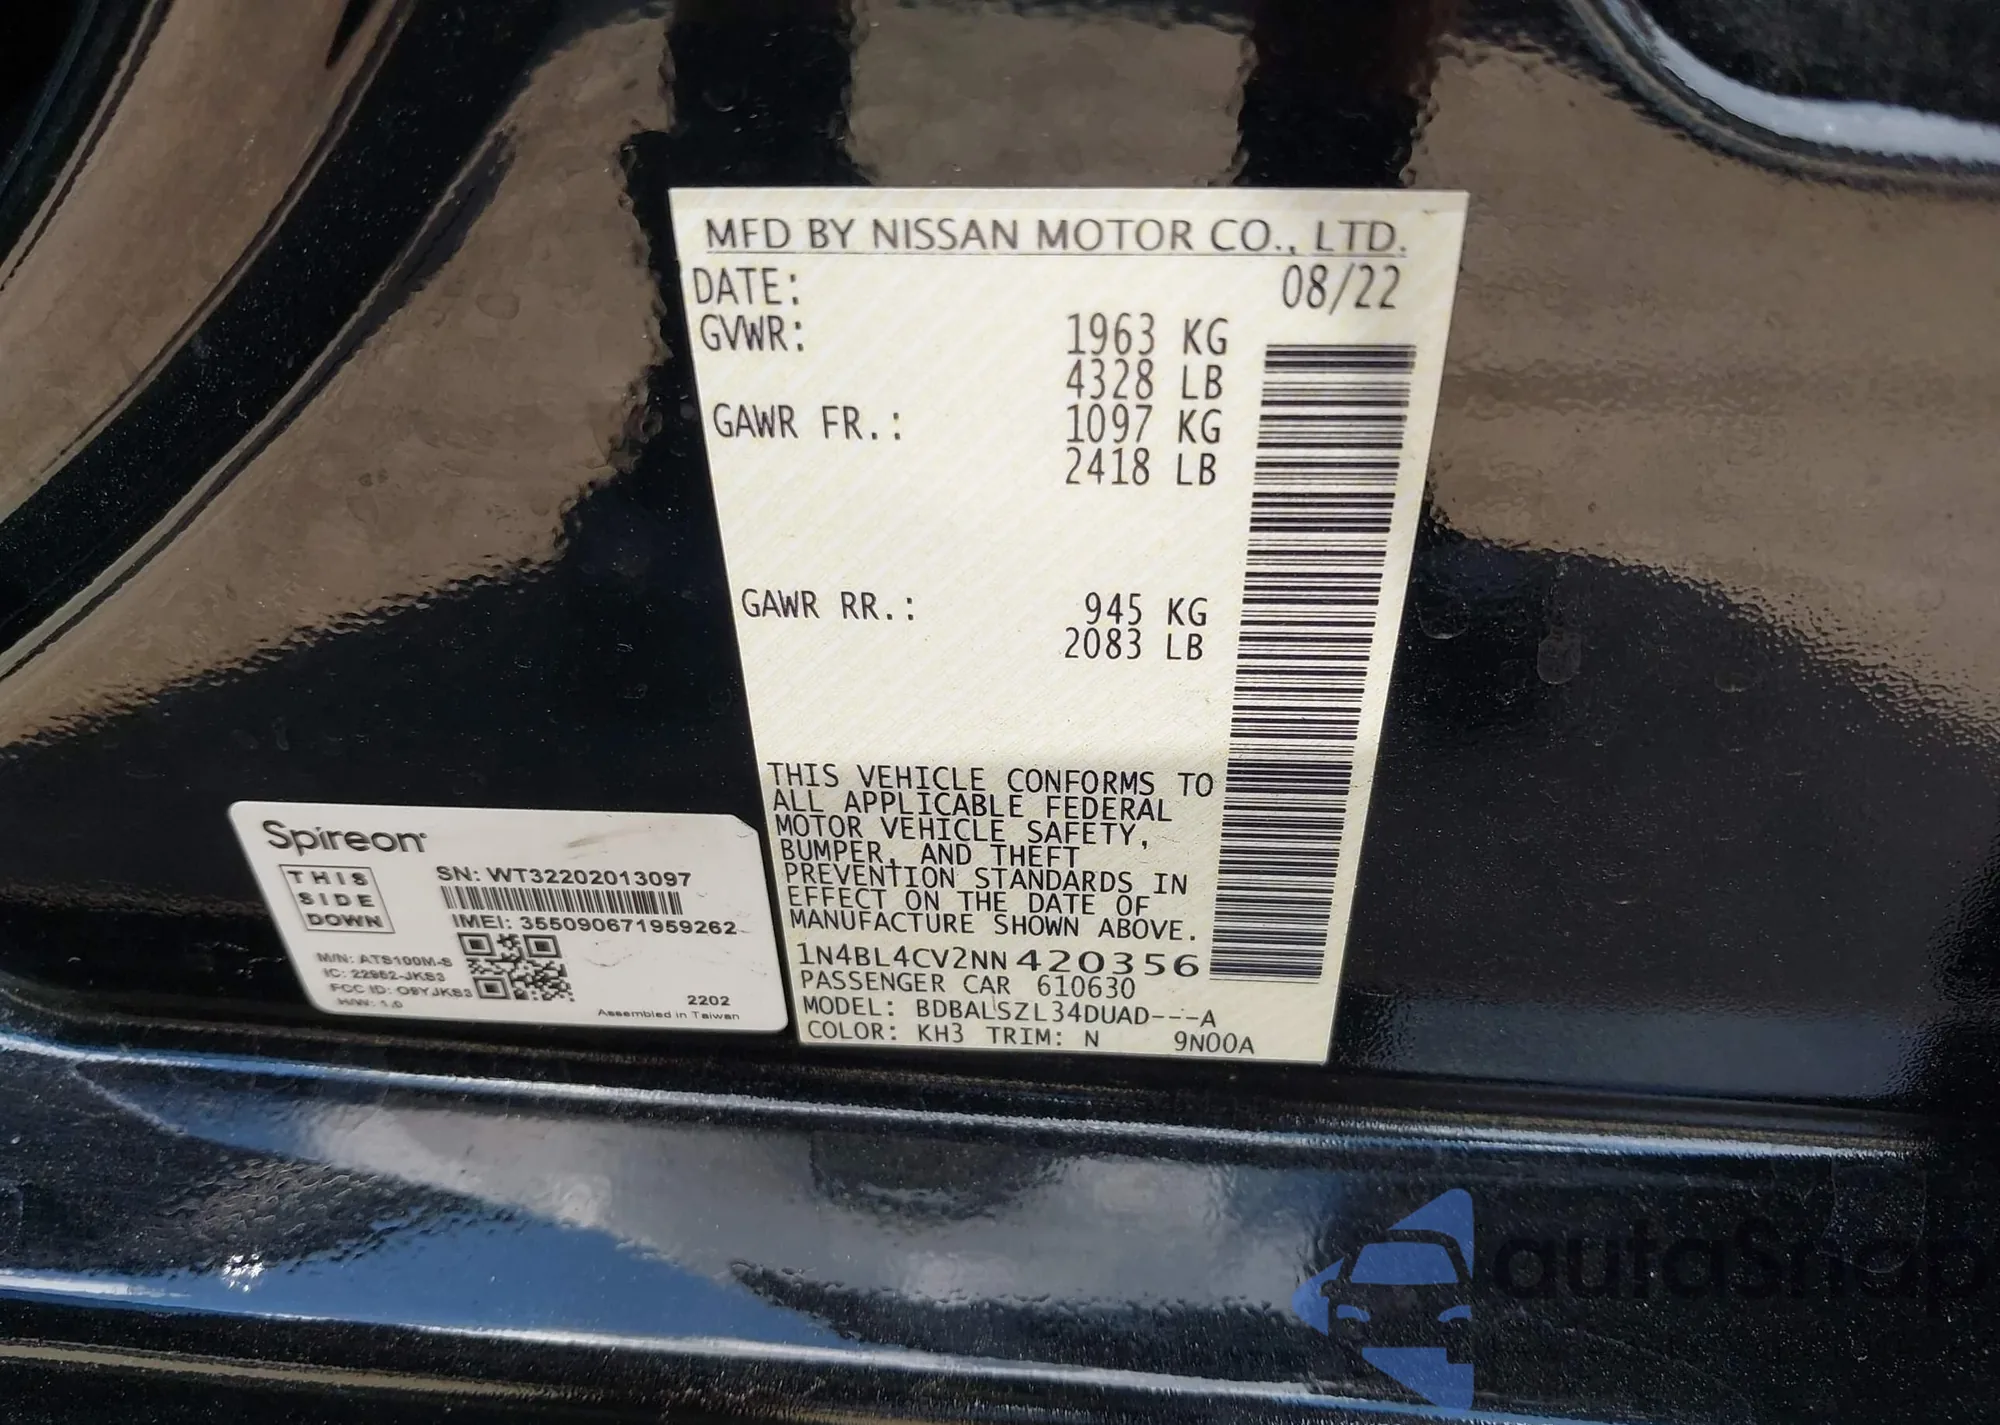 MFD BY NISSAN MOTOR CO., LTD.
DATE: 08/22
GVWR: 1963 KG
4328 LB
GAWR FR.: 1097 KG
2418 LB
GAWR RR.: 945 KG
2083 LB
THIS VEHICLE CONFORMS TO
ALL APPLICABLE FEDERAL
MOTOR VEHICLE SAFETY,
BUMPER, AND THEFT
PREVENTION STANDARDS IN
EFFECT ON THE DATE OF
MANUFACTURE SHOWN ABOVE.
1N4BL4CV2NN420356
PASSENGER CAR 610630
MODEL: BDBALSZL34DUAD---A
COLOR: KH3 TRIM: N 9N00A
Spireon
THIS
SIDE
DOWN
SN: WT32202013097
IMEI: 355090671959262
M/N: ATS100M-S
IC: 22952-JKS3
FCC ID: O9YJKS3
H/W: 1.0
2202
Assembled in Taiwan
autaSnap